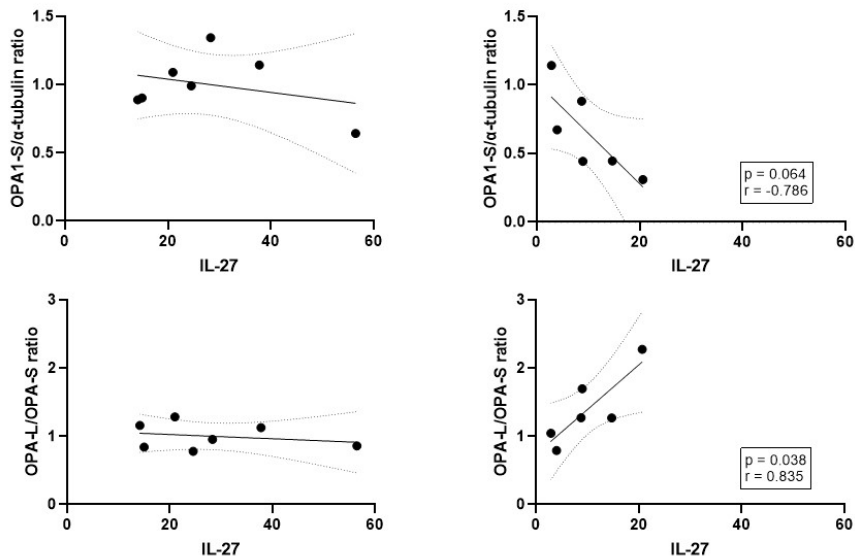 OPA1-S/α-tubulin ratio
1.5
1.0
0.5
0.0
0
20
40
60
IL-27
OPA1-S/α-tubulin ratio
1.5
1.0
0.5
0.0
0
20
40
60
IL-27
p = 0.064
r = -0.786
OPA-L/OPA-S ratio
3
2
1
0
0
20
40
60
IL-27
OPA-L/OPA-S ratio
3
2
1
0
0
20
40
60
IL-27
p = 0.038
r = 0.835